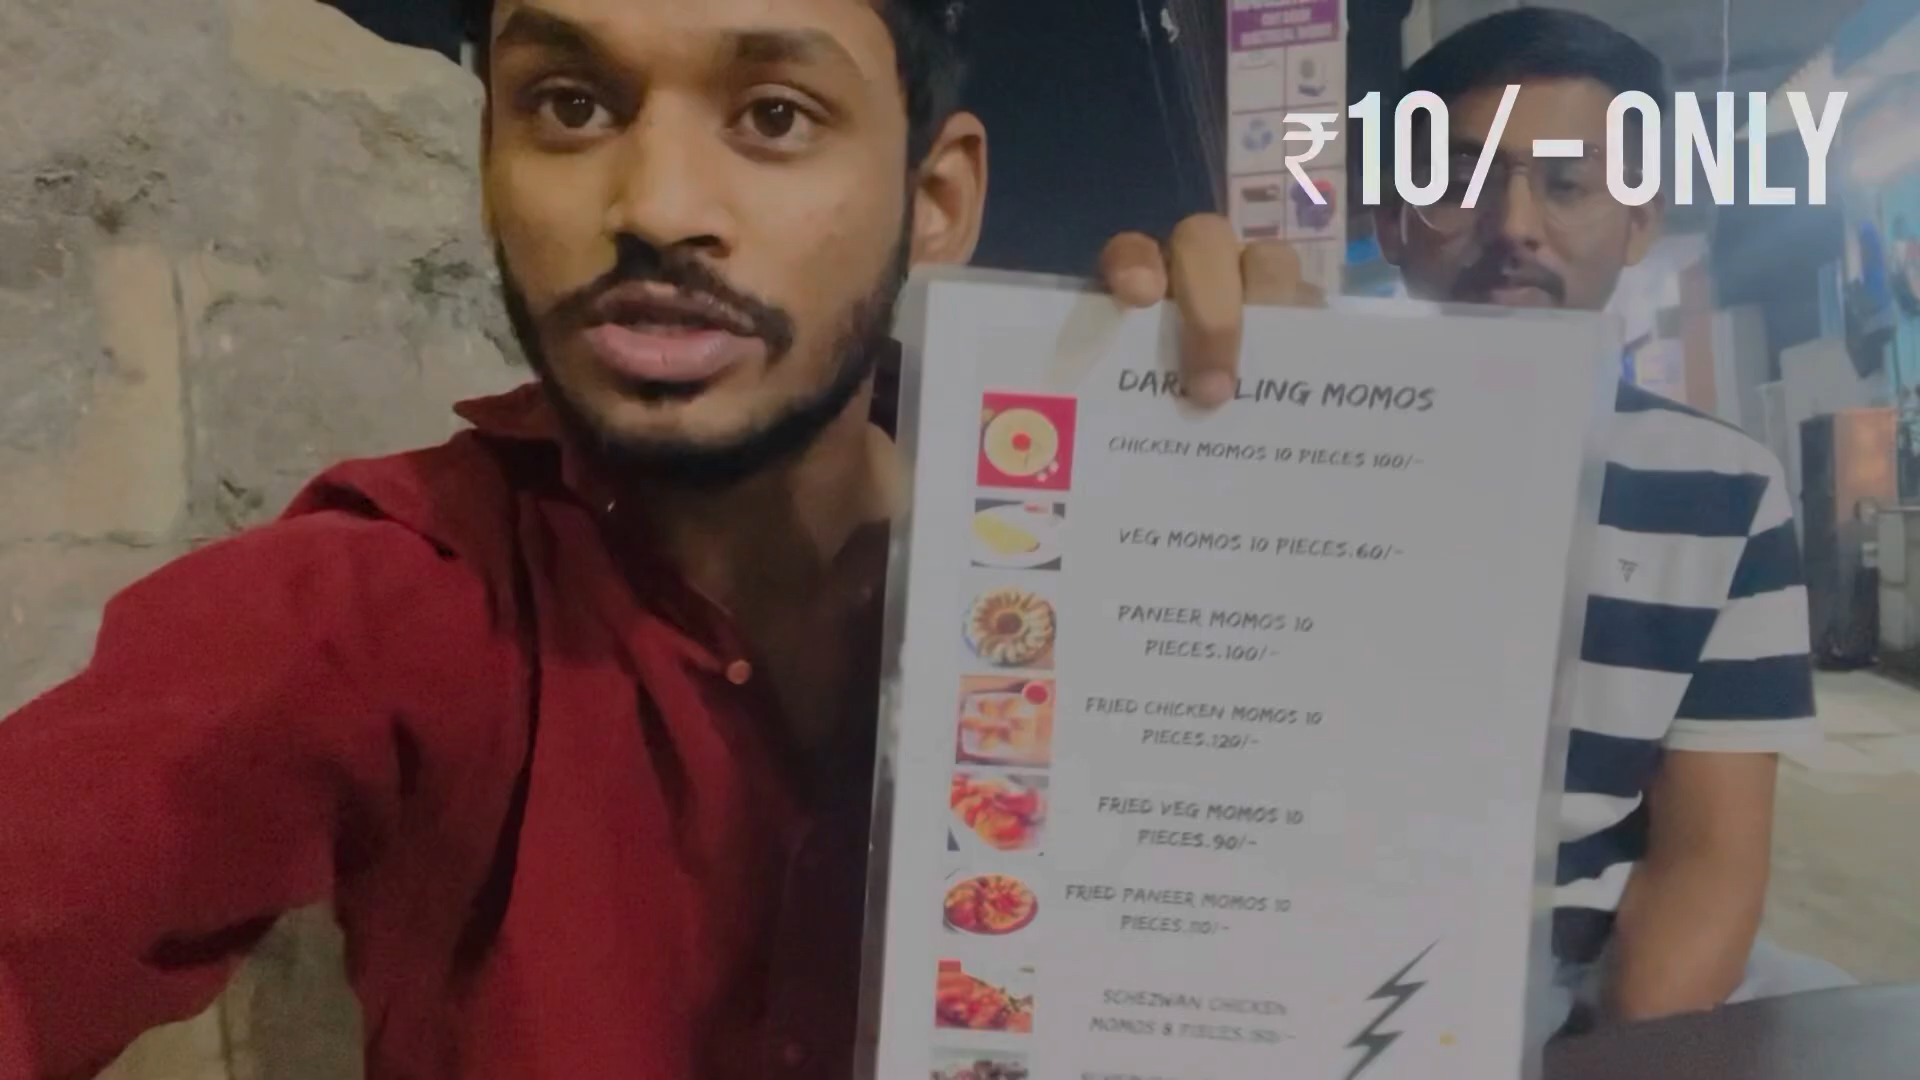 ₹10/- ONLY
MOMOS
CHICKEN MOMOS 10 PIECES 100/-
VEG MOMOS 10 PIECES.60/-
PANEER MOMOS 10
PIECES.100/-
FRIED CHICKEN MOMOS 10
PIECES.120/-
FRIED VEG MOMOS 10
PIECES.90/-
FRIED PANEER MOMOS 10
PIECES.110/-
SCHEZWAN CHICKEN
MOMOS 8 PIECES